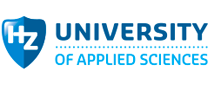 HZ
UNIVERSITY
OF APPLIED SCIENCES